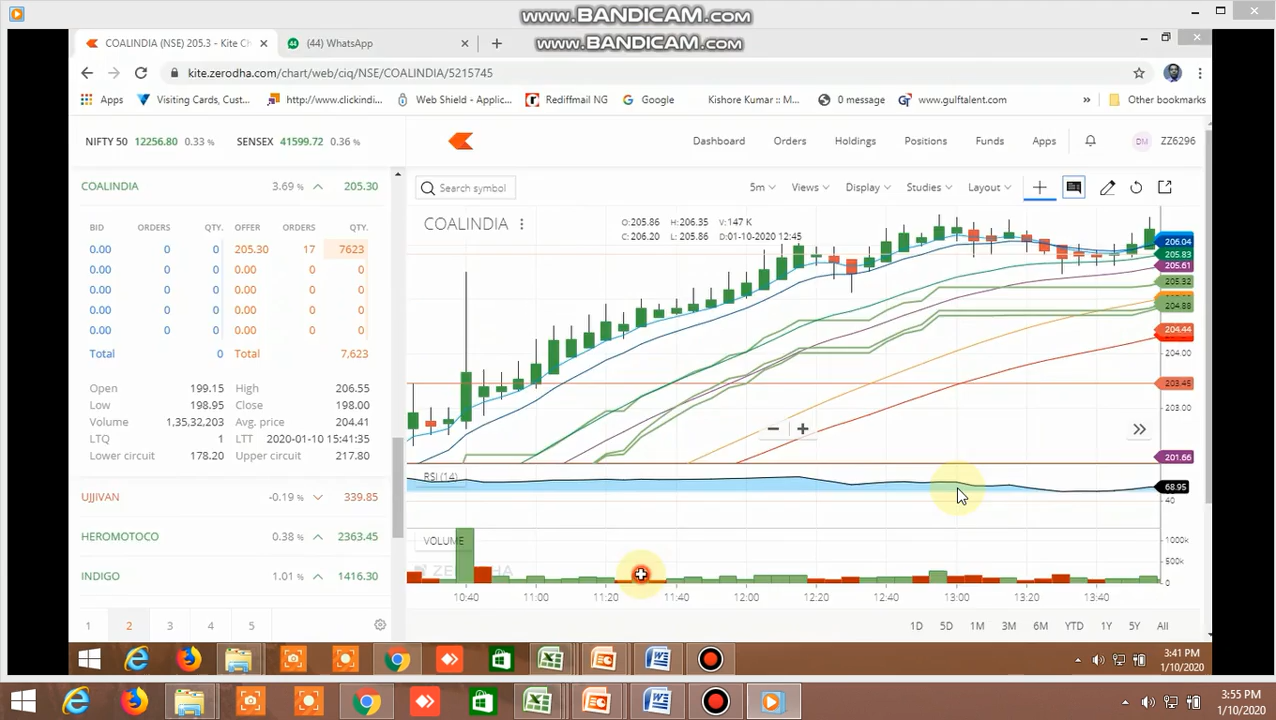 www.BANDICAM.com
www.BANDICAM.com
COALINDIA (NSE) 205.3 - Kite Ch
(44) WhatsApp
kite.zerodha.com/chart/web/ciq/NSE/COALINDIA/5215745
Apps Visiting Cards, Cust... http://www.clickindi... Web Shield - Applic... Rediffmail NG Google Kishore Kumar :: M... 0 message www.gulftalent.com » Other bookmarks
NIFTY 50 12256.80 0.33 % SENSEX 41599.72 0.36 %
Dashboard Orders Holdings Positions Funds Apps DM ZZ6296
COALINDIA 3.69 % 205.30
Search symbol 5m Views Display Studies Layout
BID ORDERS QTY. OFFER ORDERS QTY.
0.00 0 0 205.30 17 7623
0.00 0 0 0.00 0 0
0.00 0 0 0.00 0 0
0.00 0 0 0.00 0 0
0.00 0 0 0.00 0 0
Total 0 Total 7,623
Open 199.15 High 206.55
Low 198.95 Close 198.00
Volume 1,35,32,203 Avg. price 204.41
LTQ 1 LTT 2020-01-10 15:41:35
Lower circuit 178.20 Upper circuit 217.80
UJJIVAN -0.19 % 339.85
HEROMOTOCO 0.38 % 2363.45
INDIGO 1.01 % 1416.30
1 2 3 4 5
COALINDIA
O:205.86 H:206.35 V:147 K
C:206.20 L:205.86 D:01-10-2020 12:45
206.04
205.83
205.61
205.32
204.88
204.44
204.00
203.45
203.00
201.66
RSI (14)
68.95
40
VOLUME
1000k
500k
0
ZERODHA
10:40 11:00 11:20 11:40 12:00 12:20 12:40 13:00 13:20 13:40
1D 5D 1M 3M 6M YTD 1Y 5Y All
3:41 PM
1/10/2020
3:55 PM
1/10/2020